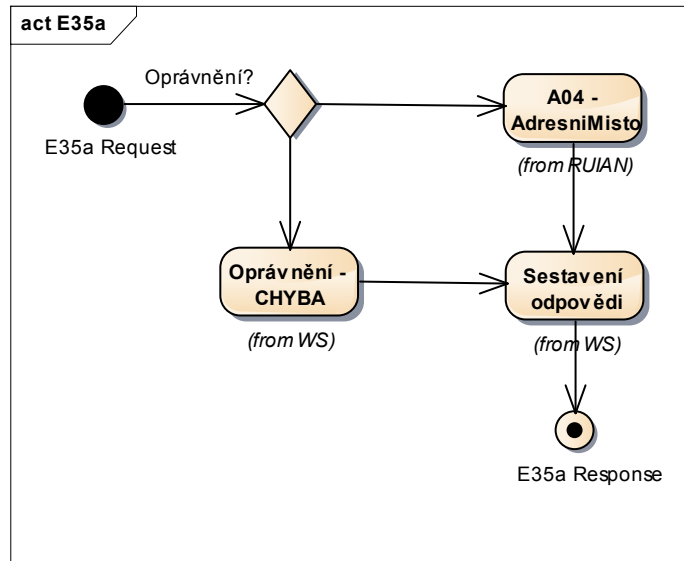 act E35a
Oprávnění?
E35a Request
A04 -
AdresniMisto
(from RUIAN)
Oprávnění -
CHYBA
(from WS)
Sestavení
odpovědi
(from WS)
E35a Response